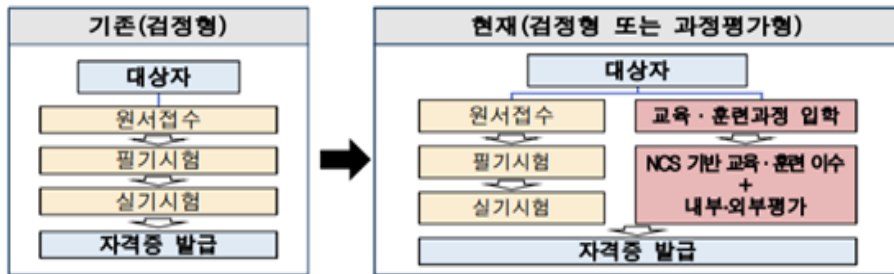 기존(검정형)
대상자
원서접수
필기시험
실기시험
자격증 발급
현재(검정형 또는 과정평가형)
대상자
원서접수
필기시험
실기시험
교육·훈련과정 입학
NCS 기반 교육·훈련 이수
+
내부·외부평가
자격증 발급